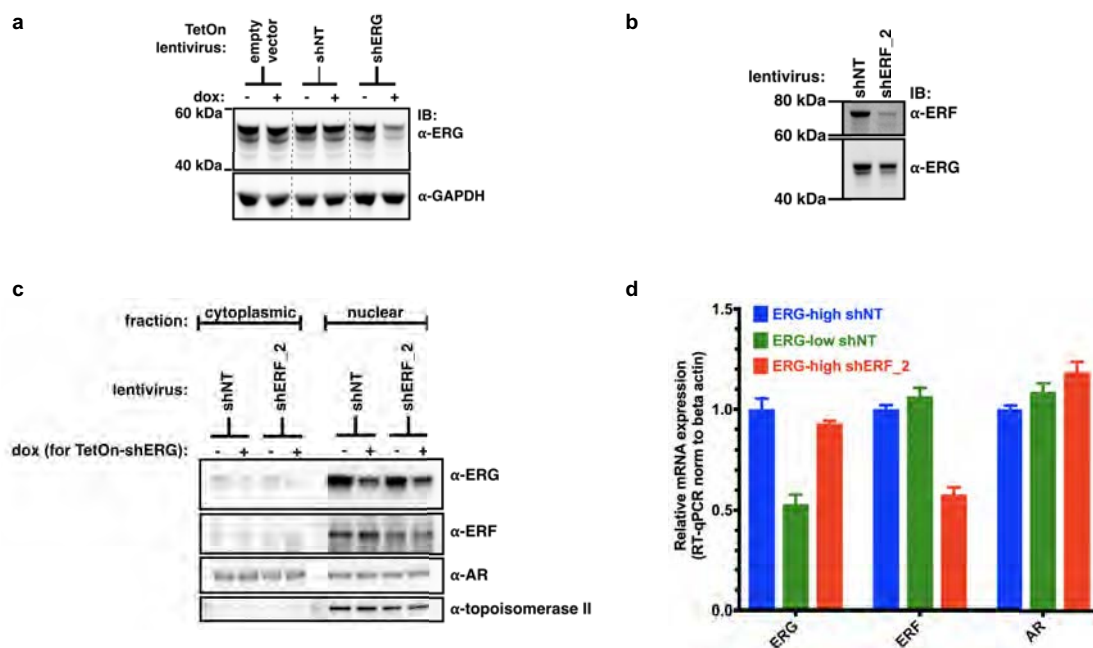 a
TetOn
lentivirus:
empty
vector
shNT
shERG
dox:
- + - + - +
60 kDa
IB:
α-ERG
40 kDa
α-GAPDH
b
lentivirus:
shNT
shERF_2
IB:
80 kDa
α-ERF
60 kDa
α-ERG
40 kDa
c
fraction:
cytoplasmic
nuclear
lentivirus:
shNT
shERF_2
shNT
shERF_2
dox (for TetOn-shERG):
- + - + - + - +
α-ERG
α-ERF
α-AR
α-topoisomerase II
d
Relative mRNA expression
(RT-qPCR norm to beta actin)
1.5
1.0
0.5
0.0
ERG-high shNT
ERG-low shNT
ERG-high shERF_2
ERG
ERF
AR